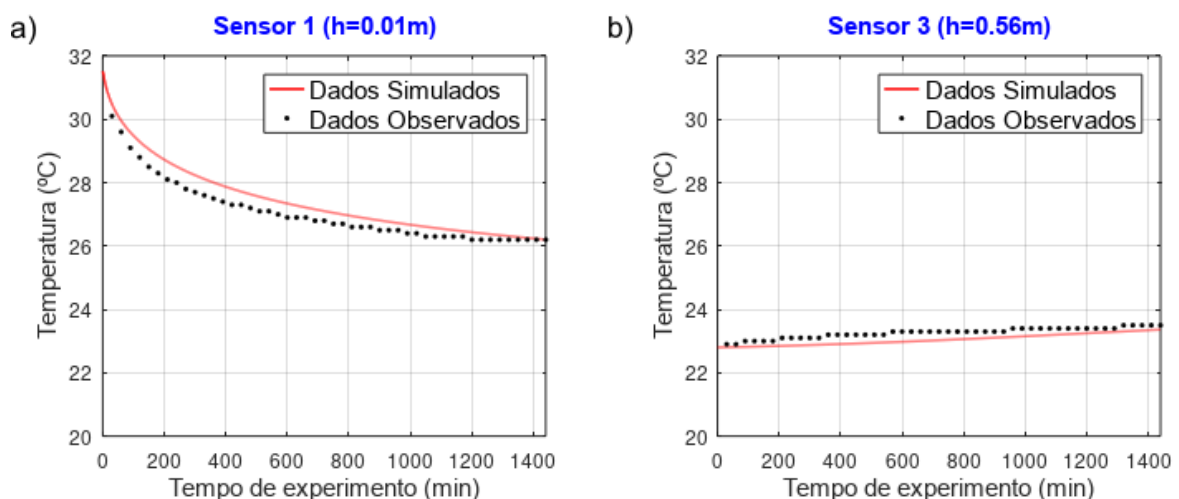 a)
Sensor 1 (h=0.01m)
32
30
28
26
24
22
20
Temperatura (ºC)
Dados Simulados
Dados Observados
0 200 400 600 800 1000 1200 1400
Tempo de experimento (min)
b)
Sensor 3 (h=0.56m)
32
30
28
26
24
22
20
Temperatura (ºC)
Dados Simulados
Dados Observados
0 200 400 600 800 1000 1200 1400
Tempo de experimento (min)